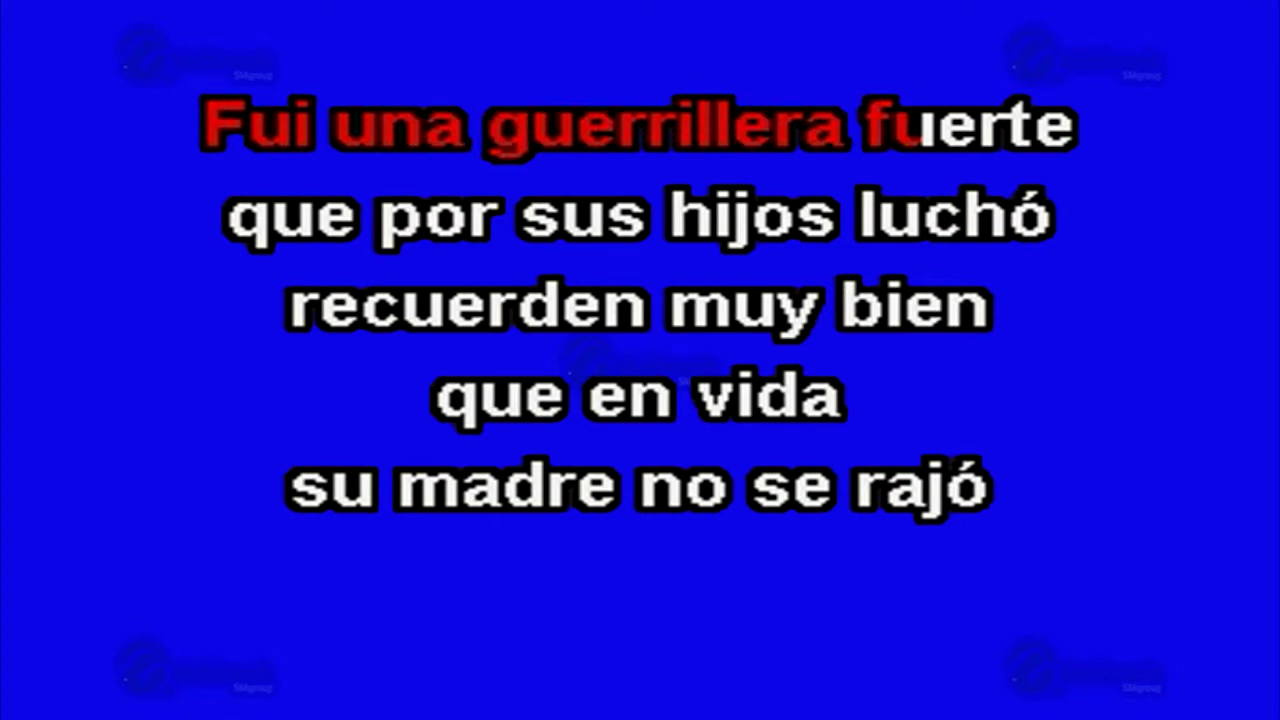 Fui una guerrillera fuerte
que por sus hijos luchó
recuerden muy bien
que en vida
su madre no se rajó